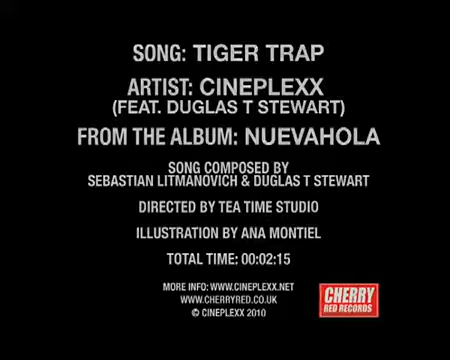 SONG: TIGER TRAP
ARTIST: CINEPLEXX
(FEAT. DUGLAS T STEWART)
FROM THE ALBUM: NUEVAHOLA
SONG COMPOSED BY
SEBASTIAN LITMANOVICH & DUGLAS T STEWART
DIRECTED BY TEA TIME STUDIO
ILLUSTRATION BY ANA MONTIEL
TOTAL TIME: 00:02:15
MORE INFO: WWW.CINEPLEXX.NET
WWW.CHERRYRED.CO.UK
© CINEPLEXX 2010
CHERRY
RED RECORDS